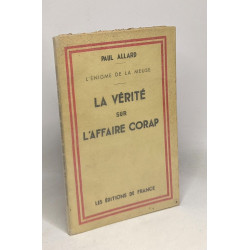 PAUL ALLARD
L'ÉNIGME DE LA MEUSE
LA VÉRITÉ
SUR
L'AFFAIRE CORAP
LES ÉDITIONS DE FRANCE